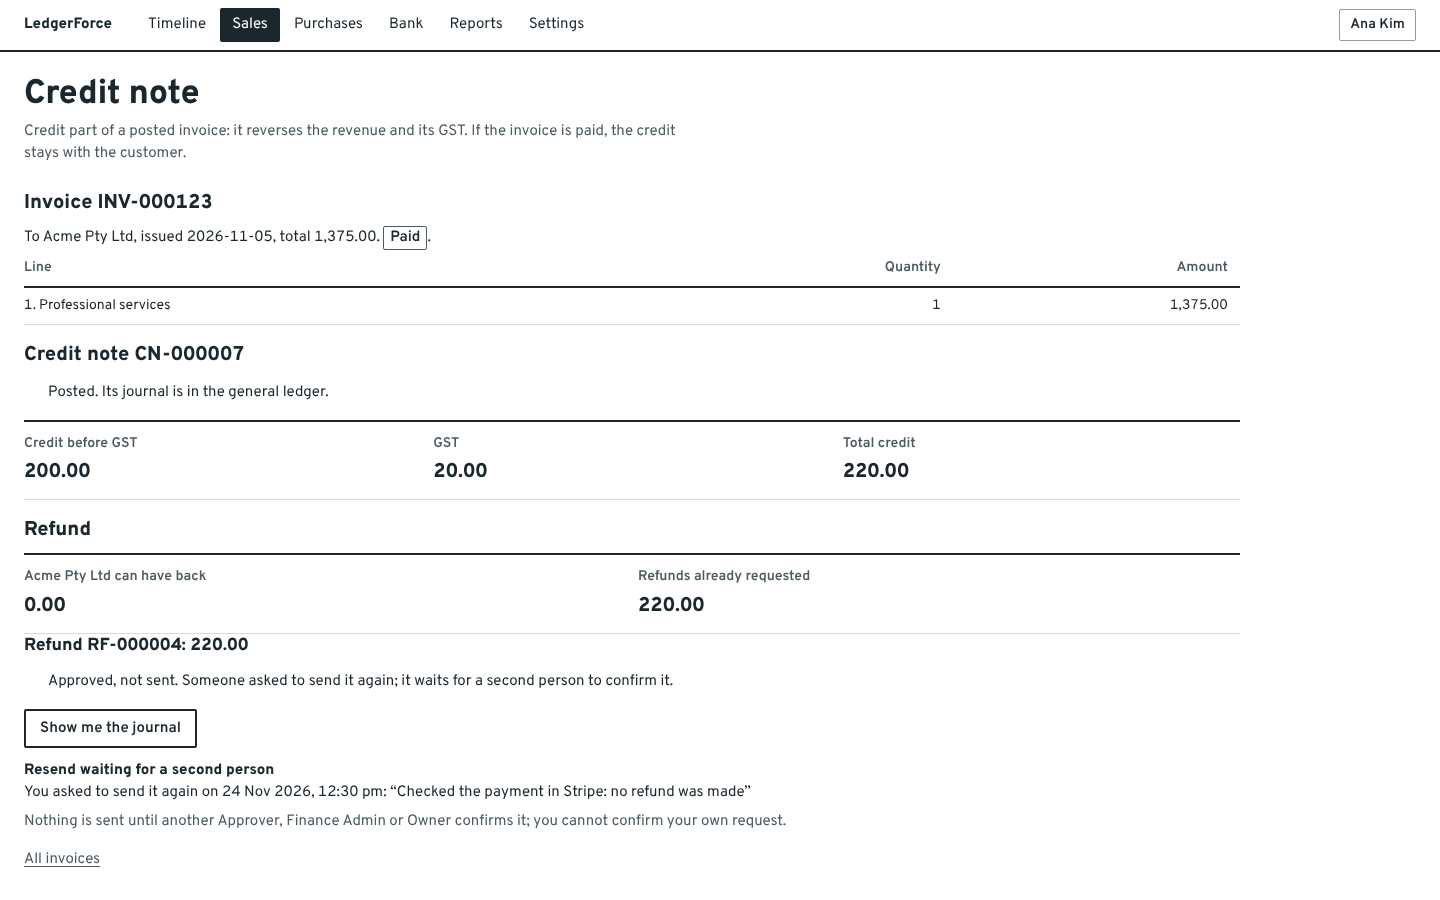 LedgerForce Timeline Sales Purchases Bank Reports Settings Ana Kim
Credit note
Credit part of a posted invoice: it reverses the revenue and its GST. If the invoice is paid, the credit
stays with the customer.
Invoice INV-000123
To Acme Pty Ltd, issued 2026-11-05, total 1,375.00. Paid.
Line Quantity Amount
1. Professional services 1 1,375.00
Credit note CN-000007
Posted. Its journal is in the general ledger.
Credit before GST GST Total credit
200.00 20.00 220.00
Refund
Acme Pty Ltd can have back Refunds already requested
0.00 220.00
Refund RF-000004: 220.00
Approved, not sent. Someone asked to send it again; it waits for a second person to confirm it.
Show me the journal
Resend waiting for a second person
You asked to send it again on 24 Nov 2026, 12:30 pm: “Checked the payment in Stripe: no refund was made”
Nothing is sent until another Approver, Finance Admin or Owner confirms it; you cannot confirm your own request.
All invoices